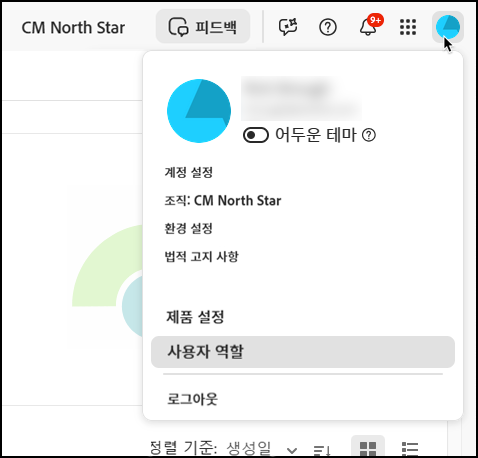 CM North Star
피드백
9+
어두운 테마
계정 설정
조직: CM North Star
환경 설정
법적 고지 사항
제품 설정
사용자 역할
로그아웃
정렬 기준: 생성일